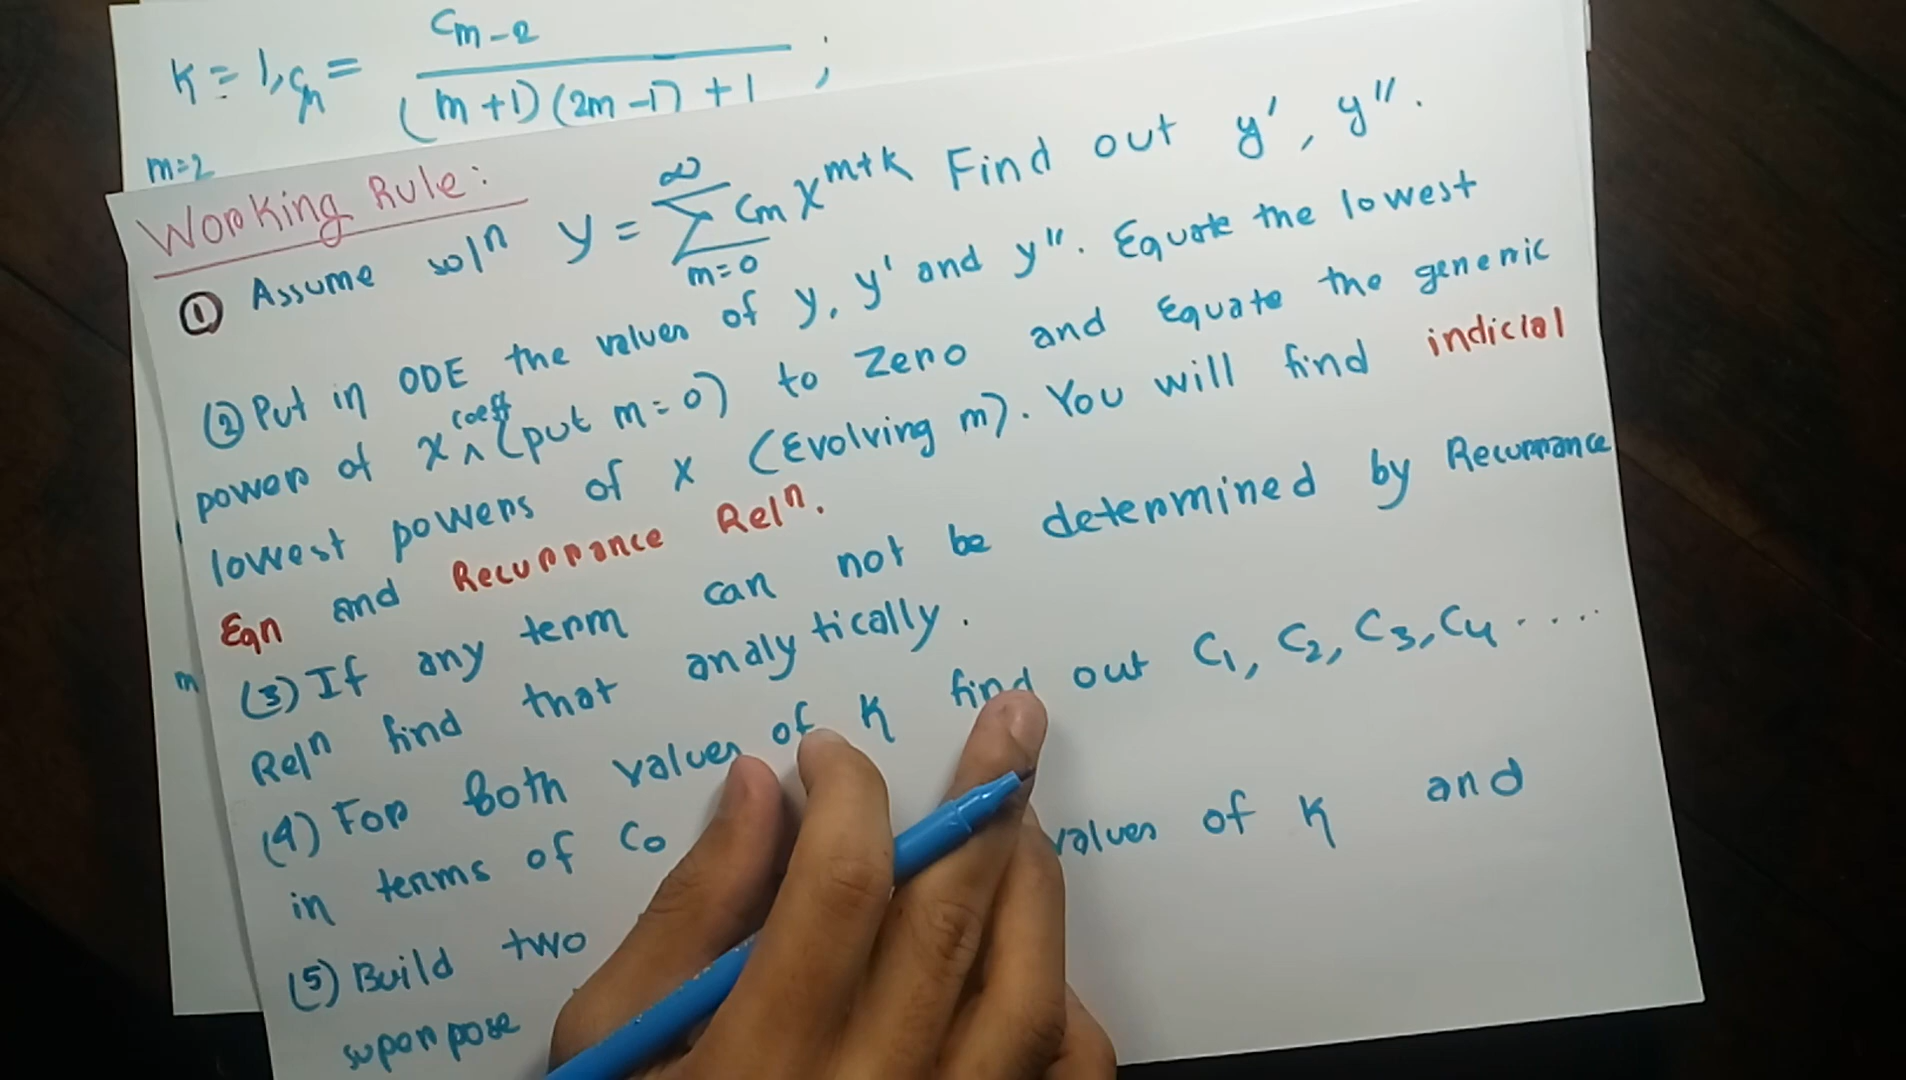 K = 1, Cm = Cm-2 / (m+1)(2m-1)+1 ;
m=2
Working Rule:
① Assume solⁿ y = ∑_{m=0}^{∞} Cm x^{m+k} Find out y', y''.
(2) Put in ODE the values of y, y' and y''. Equate the lowest
power of x ^coeff (put m=0) to Zero and Equate the generic
lowest powers of x (Evolving m). You will find indicial
Eqn and Recurrance Relⁿ.
(3) If any term can not be determined by Recurrance
Relⁿ find that analytically.
m
(4) For Both values of K find out C₁, C₂, C₃, C₄ ....
in terms of C₀
(5) Build two values of K and
superpose